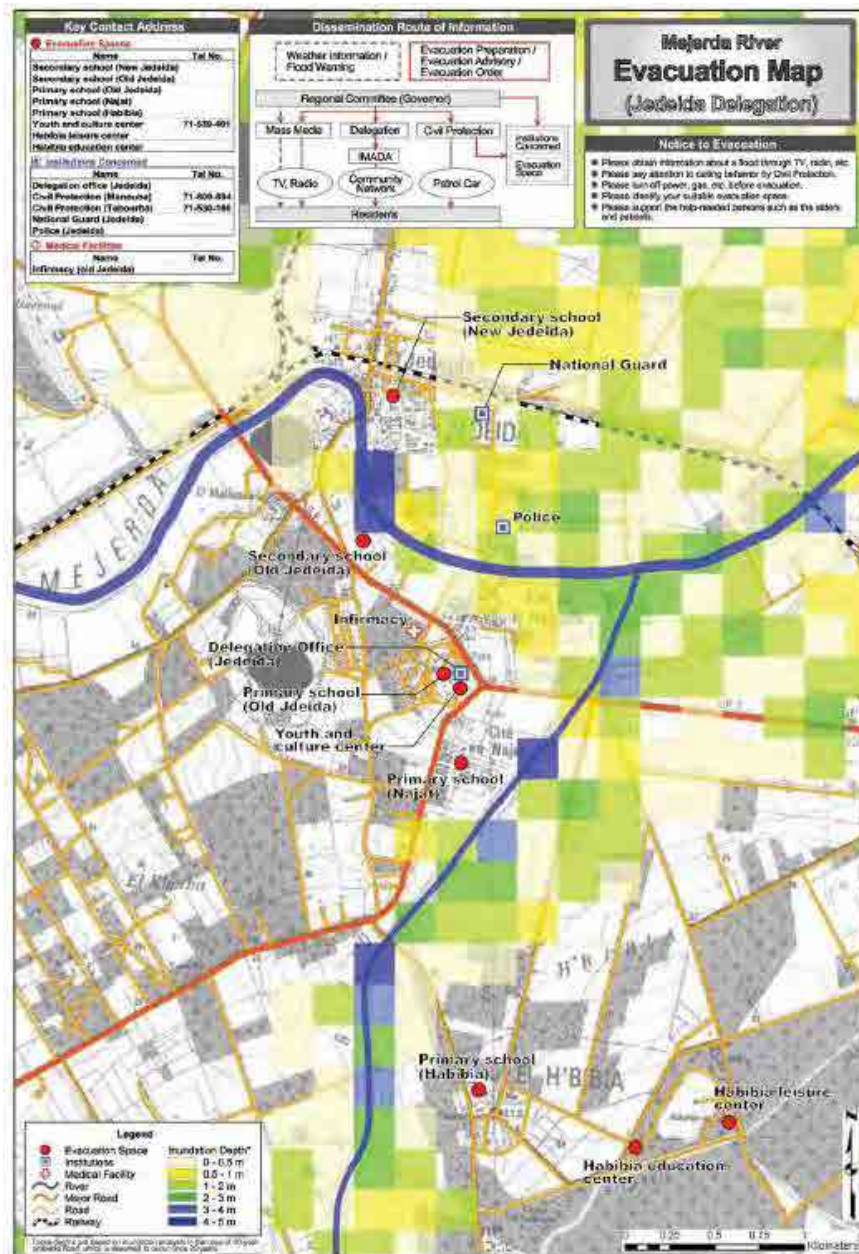 Key Contact Address
Evacuation Spaces
Name Tel No.
Secondary school (New Jedeida)
Secondary school (Old Jedeida)
Primary school (Old Jedeida)
Primary school (Najat)
Primary school (Habibia)
Youth and culture center
Habibia leisure center
Habibia education center
Institutions Concerned
Name Tel No.
Delegation office (Jedeida)
Civil Protection (Manouba)
Civil Protection (Tabourba)
National Guard (Jedeida)
Police (Jedeida)
Medical Facilities
Name Tel No.
Infirmacy (old Jedeida)
Dissemination Route of Information
Weather Information /
Flood Warning
Evacuation Preparation /
Evacuation Advisory /
Evacuation Order
Regional Committee (Governor)
Mass Media
Delegation
Civil Protection
Institutions
Concerned
Evacuation
Space
IMADA
TV, Radio
Community
Network
Patrol Car
Residents
Mejerda River
Evacuation Map
(Jedeida Delegation)
Notice to Evacuation
Please obtain information about a flood through TV, radio, etc.
Please pay attention to calling behavior by Civil Protection.
Please turn off power, gas, etc. before evacuation.
Please identify your suitable evacuation space.
Please support the help-needed persons such as the elders
and patients.
Secondary school
(New Jedeida)
National Guard
MEJERDA
Police
Secondary school
(Old Jedeida)
Infirmacy
Delegation Office
(Jedeida)
Primary school
(Old Jdeida)
Youth and
culture center
Primary school
(Najat)
H'BIBIA
Primary school
(Habibia)
EL H'BIBIA
Habibia leisure
center
Habibia education
center
Legend
Evacuation Space
Institutions
Medical Facility
River
Major Road
Road
Railway
Inundation Depth*
0 - 0.5 m
0.5 - 1 m
1 - 2 m
2 - 3 m
3 - 4 m
4 - 5 m
0 0.25 0.5 0.75 1
Kilometers